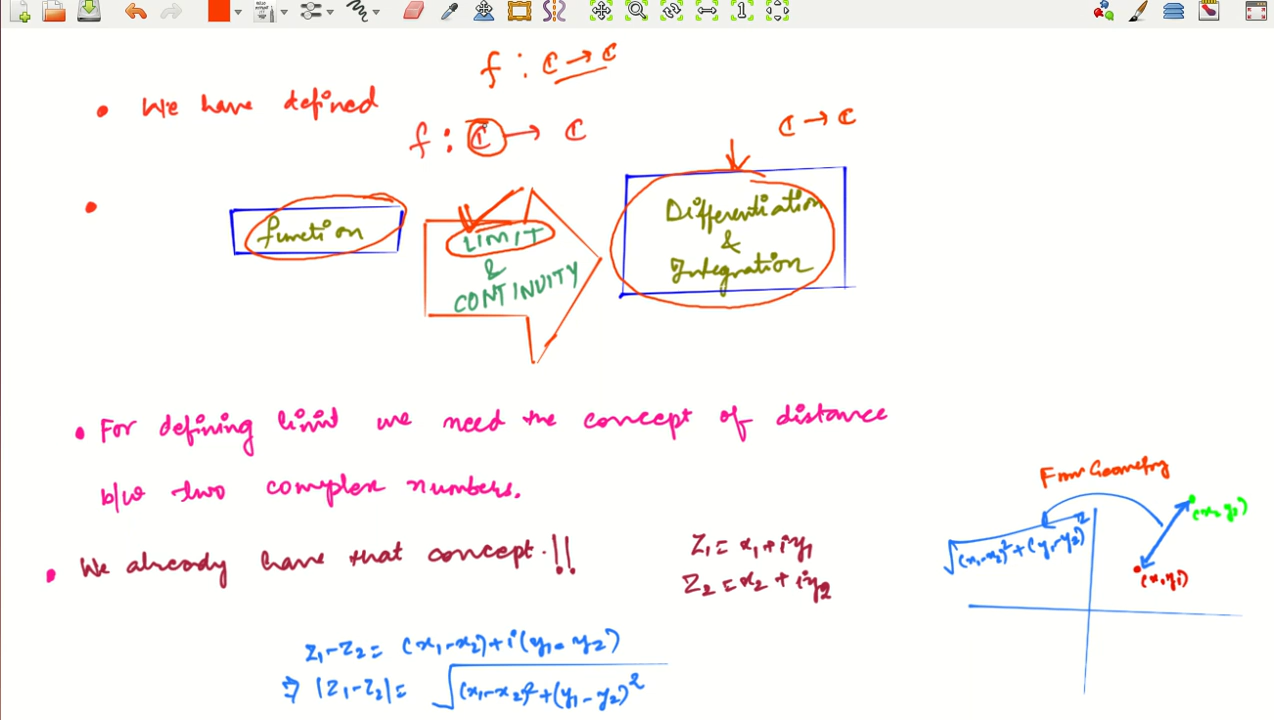 f : ℂ → ℂ
• We have defined
f : ℂ → ℂ
ℂ → ℂ
•
function
LIMIT
&
CONTINUITY
Differentiation
&
Integration
• For defining limit we need the concept of distance
b/w two complex numbers.
• We already have that concept.!!
z₁ = x₁ + iy₁
z₂ = x₂ + iy₂
z₁-z₂ = (x₁-x₂)+i(y₁-y₂)
⇒ |z₁-z₂| = √((x₁-x₂)²+(y₁-y₂)²)
From Geometry
√((x₁-x₂)²+(y₁-y₂)²)
(x₁,y₁)